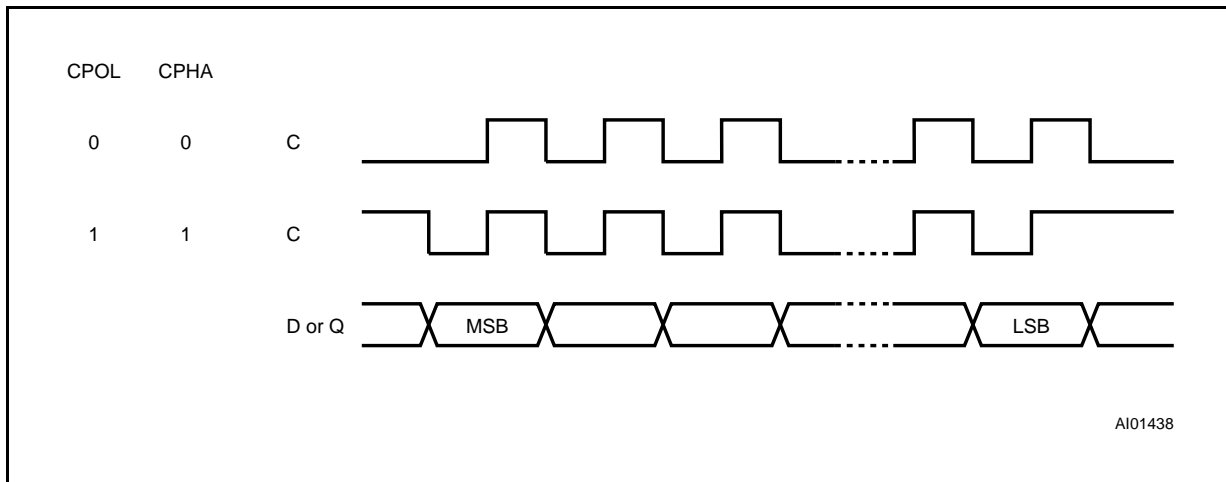 CPOL CPHA
0 0 C
1 1 C
D or Q MSB LSB
AI01438